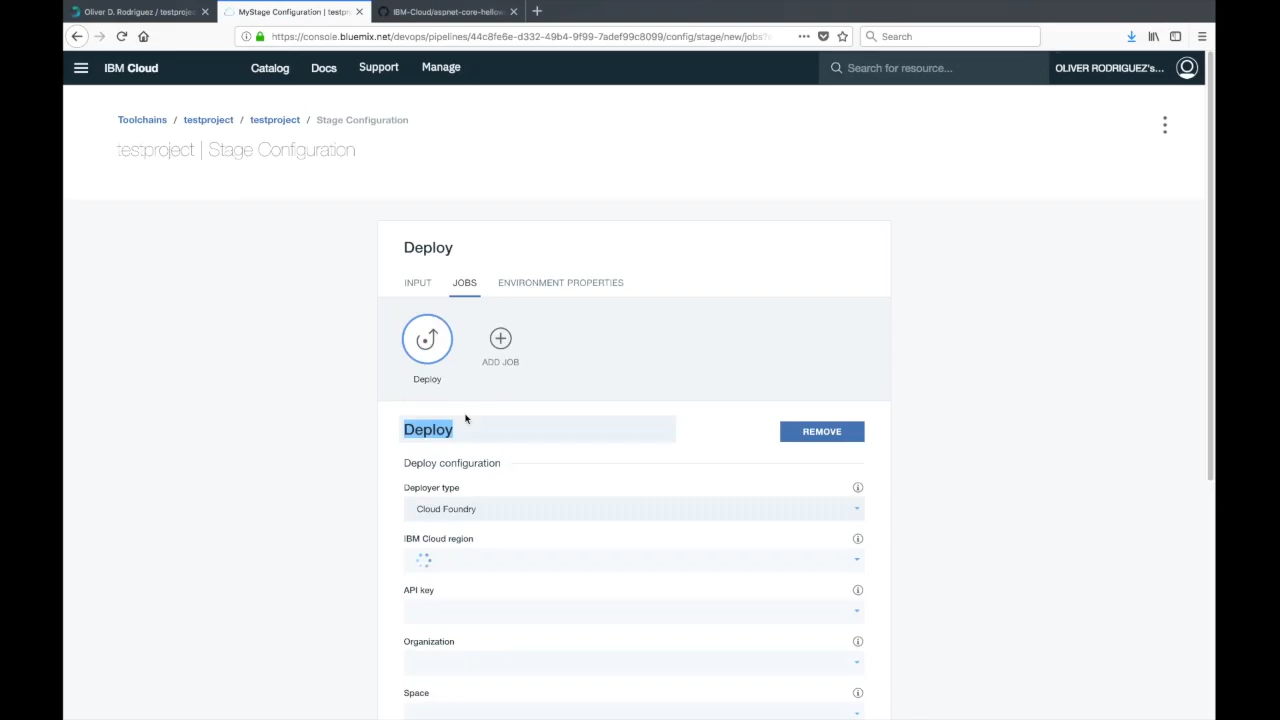 Oliver D. Rodriguez / testprojec
MyStage Configuration | testpr
IBM-Cloud/aspnet-core-hellow
https://console.bluemix.net/devops/pipelines/44c8fe6e-d332-49b4-9f99-7adef99c8099/config/stage/new/jobs?
Search
IBM Cloud
Catalog
Docs
Support
Manage
Search for resource...
OLIVER RODRIGUEZ's...
Toolchains / testproject / testproject / Stage Configuration
testproject | Stage Configuration
Deploy
INPUT
JOBS
ENVIRONMENT PROPERTIES
ADD JOB
Deploy
Deploy
REMOVE
Deploy configuration
Deployer type
Cloud Foundry
IBM Cloud region
API key
Organization
Space